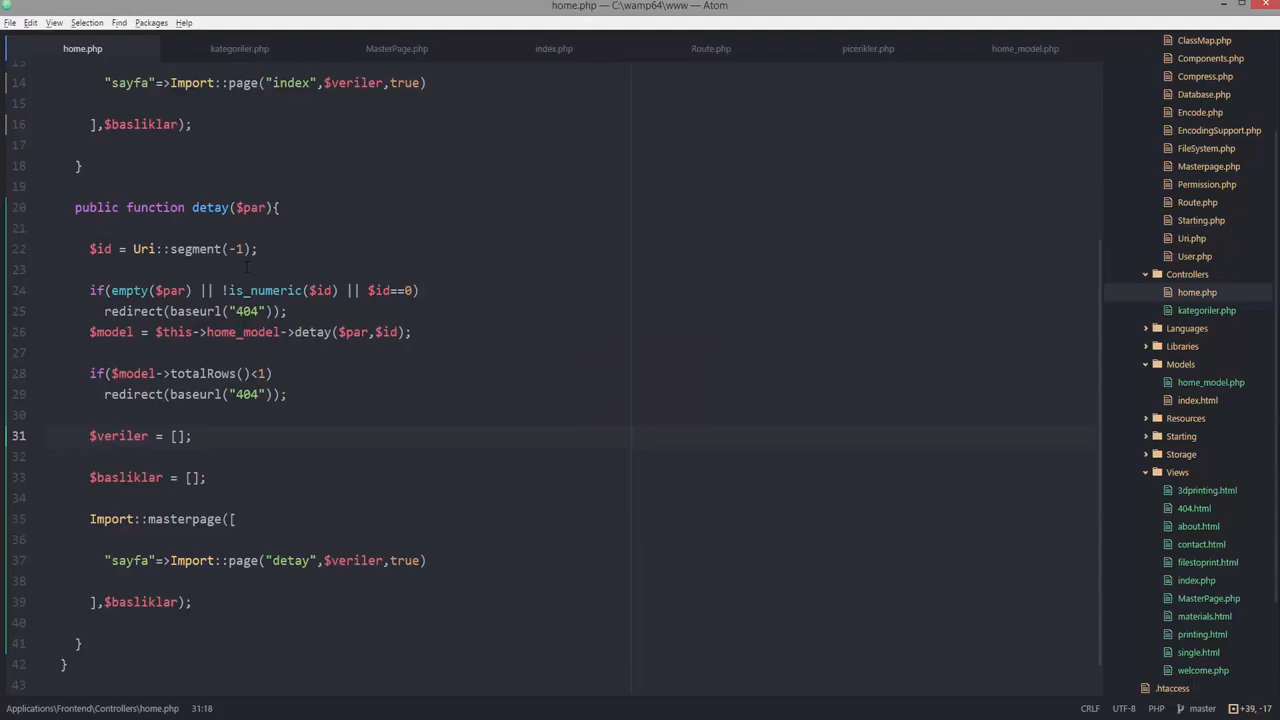 home.php — C:\wamp64\www — Atom
File Edit View Selection Find Packages Help
home.php kategoriler.php MasterPage.php index.php Route.php picenkler.php home_model.php
13
14 "sayfa"=>Import::page("index",$veriler,true)
15
16 ],$basliklar);
17
18 }
19
20 public function detay($par){
21
22 $id = Uri::segment(-1);
23
24 if(empty($par) || !is_numeric($id) || $id==0)
25 redirect(baseurl("404"));
26 $model = $this->home_model->detay($par,$id);
27
28 if($model->totalRows()<1)
29 redirect(baseurl("404"));
30
31 $veriler = [];
32
33 $basliklar = [];
34
35 Import::masterpage([
36
37 "sayfa"=>Import::page("detay",$veriler,true)
38
39 ],$basliklar);
40
41 }
42 }
43
ClassMap.php
Components.php
Compress.php
Database.php
Encode.php
EncodingSupport.php
FileSystem.php
Masterpage.php
Permission.php
Route.php
Starting.php
Uri.php
User.php
Controllers
home.php
kategoriler.php
Languages
Libraries
Models
home_model.php
index.html
Resources
Starting
Storage
Views
3dprinting.html
404.html
about.html
contact.html
filestoprint.html
index.php
MasterPage.php
materials.html
printing.html
single.html
welcome.php
.htaccess
Applications\Frontend\Controllers\home.php 31:18 CRLF UTF-8 PHP master +39, -17